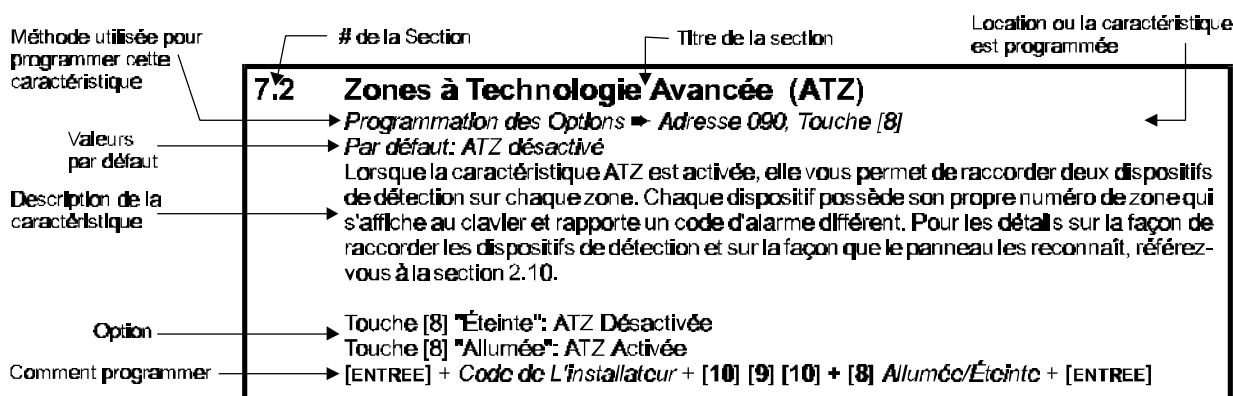 Méthode utilisée pour
programmer cette
caractéristique
# de la Section
Titre de la section
Location ou la caractéristique
est programmée
7.2 Zones à Technologie Avancée (ATZ)
Programmation des Options ➨ Adresse 090, Touche [8]
Valeurs
par défaut
Par défaut: ATZ désactivé
Description de la
caractéristique
Lorsque la caractéristique ATZ est activée, elle vous permet de raccorder deux dispositifs
de détection sur chaque zone. Chaque dispositif possède son propre numéro de zone qui
s'affiche au clavier et rapporte un code d'alarme différent. Pour les détails sur la façon de
raccorder les dispositifs de détection et sur la façon que le panneau les reconnaît, référez-
vous à la section 2.10.
Option
Touche [8] "Éteinte": ATZ Désactivée
Touche [8] "Allumée": ATZ Activée
Comment programmer
[ENTREE] + Code de L'installateur + [10] [9] [10] + [8] Allumée/Éteinte + [ENTREE]